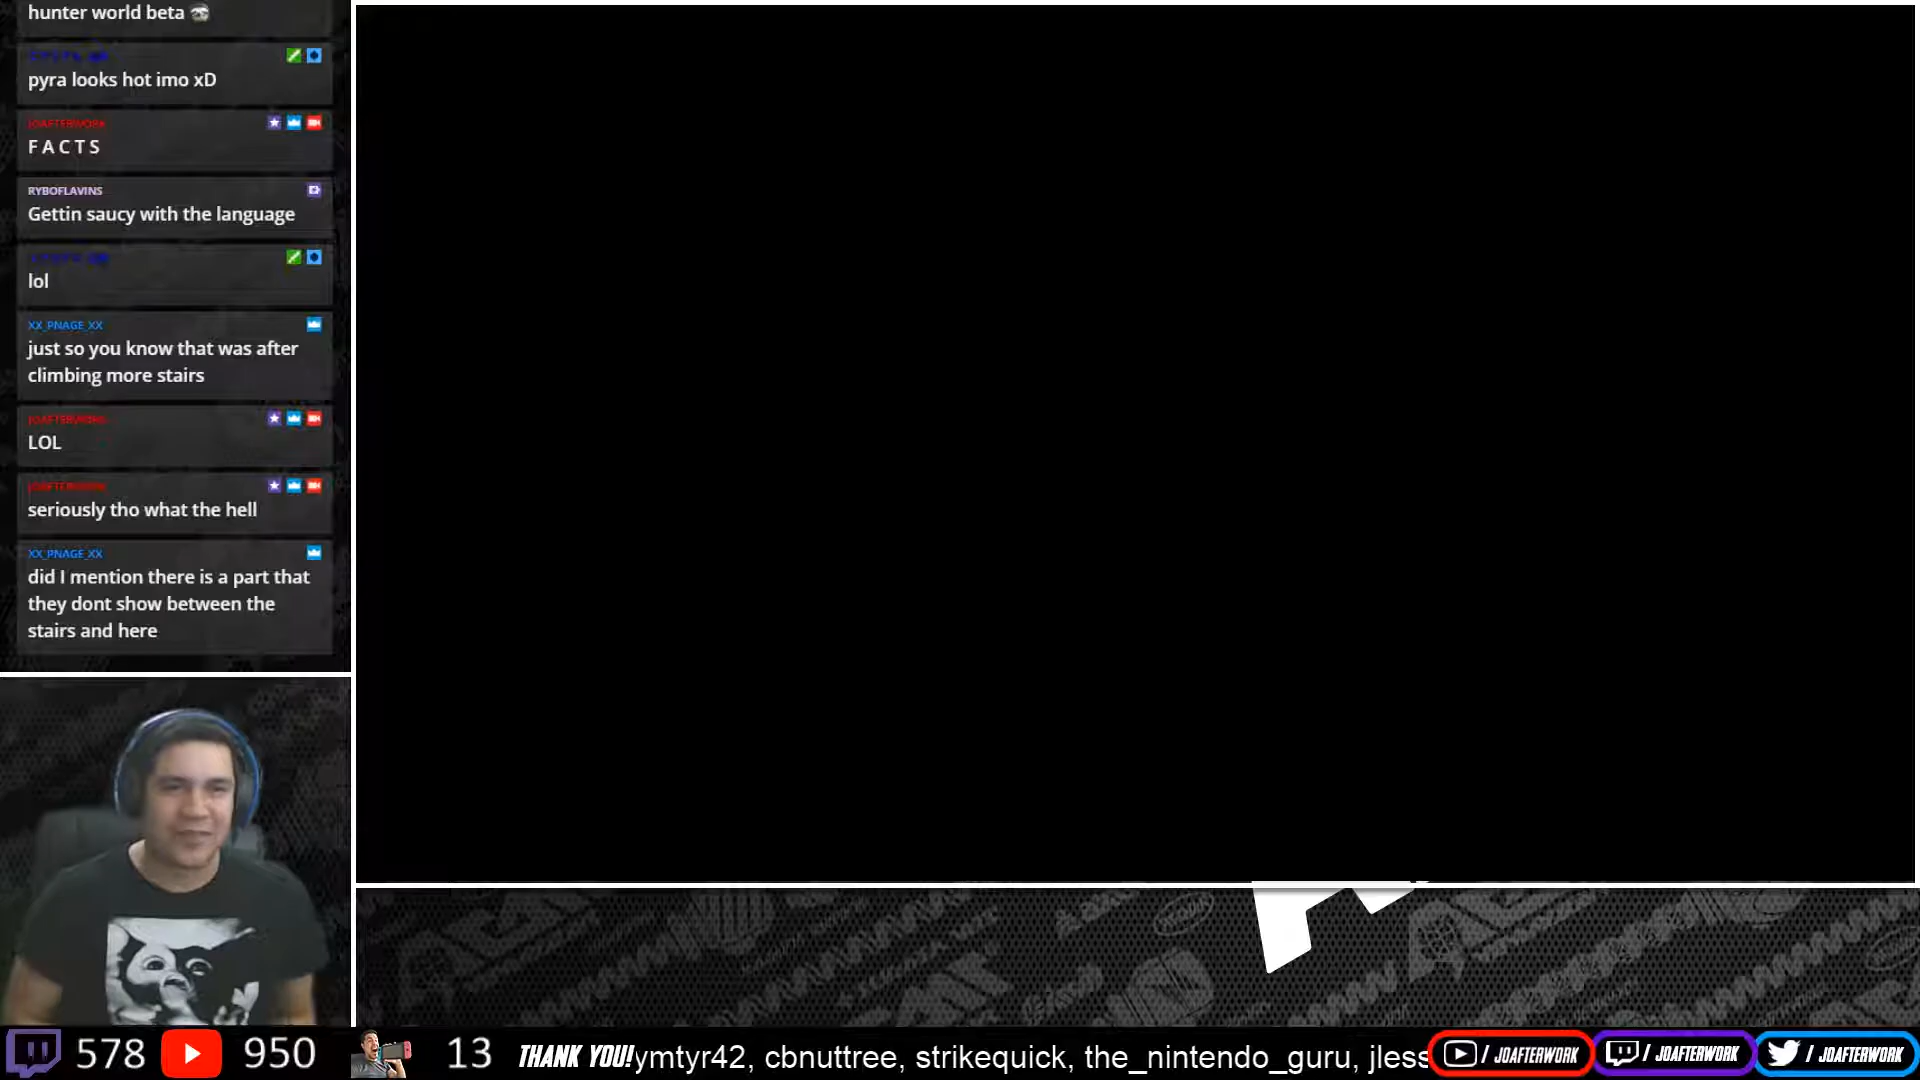 hunter world beta
pyra looks hot imo xD
JOAFTERWORK
F A C T S
RYBOFLAVINS
Gettin saucy with the language
lol
XX_PNAGE_XX
just so you know that was after
climbing more stairs
JOAFTERWORK
LOL
JOAFTERWORK
seriously tho what the hell
XX_PNAGE_XX
did I mention there is a part that
they dont show between the
stairs and here
578
950
13
THANK YOU! ymtyr42, cbnuttree, strikequick, the_nintendo_guru, jless
/ JOAFTERWORK
/ JOAFTERWORK
/ JOAFTERWORK